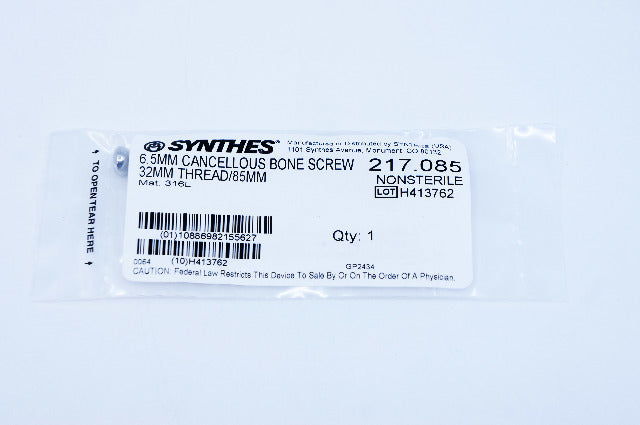 SYNTHES®
Manufactured or Distributed by SYNTHES (USA)
1101 Synthes Avenue, Monument, CO 80132
6.5MM CANCELLOUS BONE SCREW
32MM THREAD/85MM
Mat. 316L
217.085
NONSTERILE
LOT H413762
(01)10886982155627
Qty: 1
0064 (10)H413762
GP2434
CAUTION: Federal Law Restricts This Device To Sale By Or On The Order Of A Physician.
TO OPEN TEAR HERE